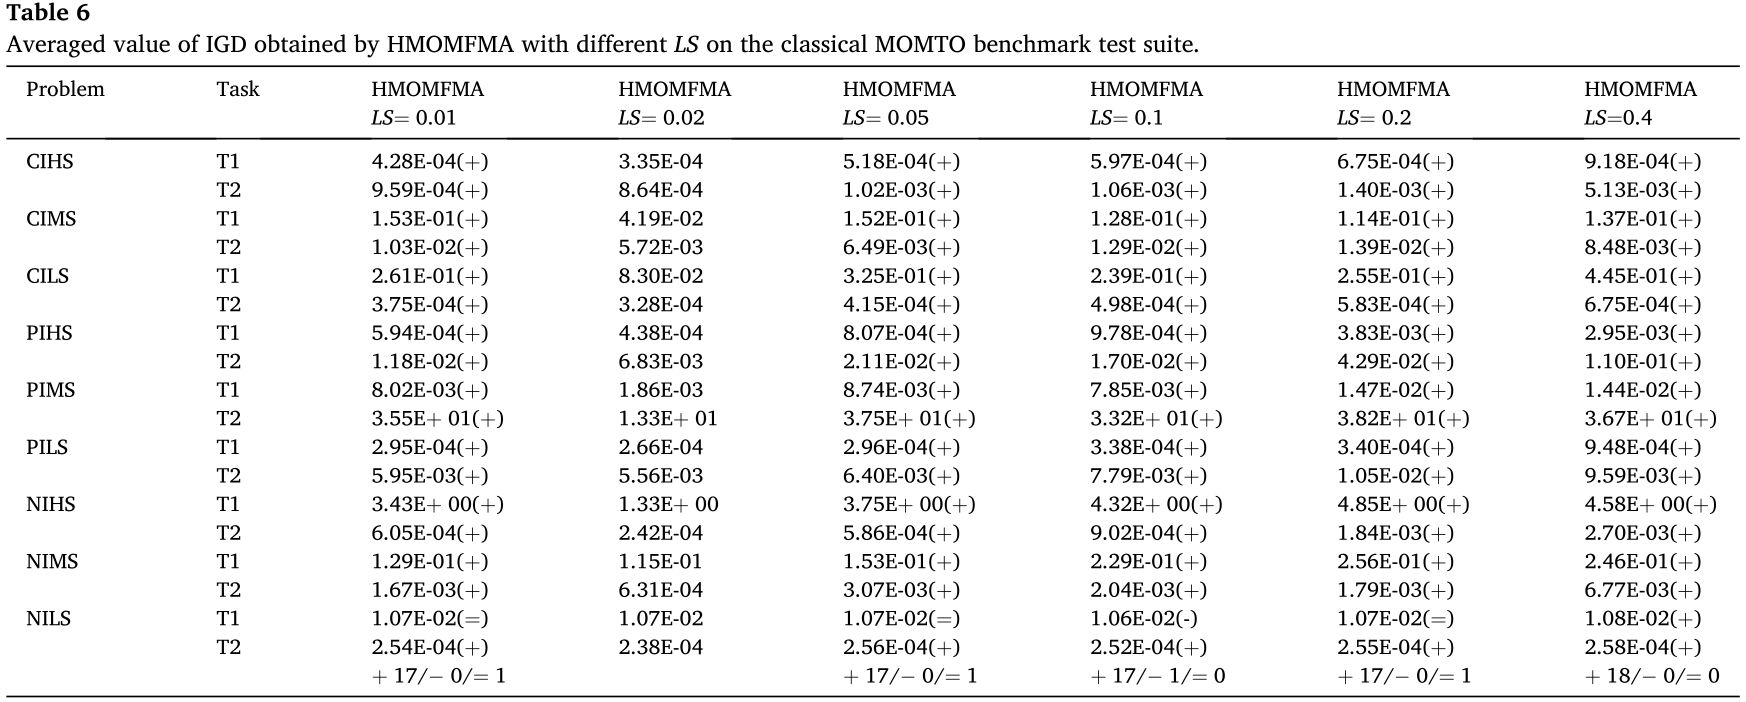 Table 6
Averaged value of IGD obtained by HMOMFMA with different LS on the classical MOMTO benchmark test suite.
Problem Task HMOMFMA HMOMFMA HMOMFMA HMOMFMA HMOMFMA HMOMFMA
LS= 0.01 LS= 0.02 LS= 0.05 LS= 0.1 LS= 0.2 LS=0.4
CIHS T1 4.28E-04(+) 3.35E-04 5.18E-04(+) 5.97E-04(+) 6.75E-04(+) 9.18E-04(+)
T2 9.59E-04(+) 8.64E-04 1.02E-03(+) 1.06E-03(+) 1.40E-03(+) 5.13E-03(+)
CIMS T1 1.53E-01(+) 4.19E-02 1.52E-01(+) 1.28E-01(+) 1.14E-01(+) 1.37E-01(+)
T2 1.03E-02(+) 5.72E-03 6.49E-03(+) 1.29E-02(+) 1.39E-02(+) 8.48E-03(+)
CILS T1 2.61E-01(+) 8.30E-02 3.25E-01(+) 2.39E-01(+) 2.55E-01(+) 4.45E-01(+)
T2 3.75E-04(+) 3.28E-04 4.15E-04(+) 4.98E-04(+) 5.83E-04(+) 6.75E-04(+)
PIHS T1 5.94E-04(+) 4.38E-04 8.07E-04(+) 9.78E-04(+) 3.83E-03(+) 2.95E-03(+)
T2 1.18E-02(+) 6.83E-03 2.11E-02(+) 1.70E-02(+) 4.29E-02(+) 1.10E-01(+)
PIMS T1 8.02E-03(+) 1.86E-03 8.74E-03(+) 7.85E-03(+) 1.47E-02(+) 1.44E-02(+)
T2 3.55E+ 01(+) 1.33E+ 01 3.75E+ 01(+) 3.32E+ 01(+) 3.82E+ 01(+) 3.67E+ 01(+)
PILS T1 2.95E-04(+) 2.66E-04 2.96E-04(+) 3.38E-04(+) 3.40E-04(+) 9.48E-04(+)
T2 5.95E-03(+) 5.56E-03 6.40E-03(+) 7.79E-03(+) 1.05E-02(+) 9.59E-03(+)
NIHS T1 3.43E+ 00(+) 1.33E+ 00 3.75E+ 00(+) 4.32E+ 00(+) 4.85E+ 00(+) 4.58E+ 00(+)
T2 6.05E-04(+) 2.42E-04 5.86E-04(+) 9.02E-04(+) 1.84E-03(+) 2.70E-03(+)
NIMS T1 1.29E-01(+) 1.15E-01 1.53E-01(+) 2.29E-01(+) 2.56E-01(+) 2.46E-01(+)
T2 1.67E-03(+) 6.31E-04 3.07E-03(+) 2.04E-03(+) 1.79E-03(+) 6.77E-03(+)
NILS T1 1.07E-02(=) 1.07E-02 1.07E-02(=) 1.06E-02(-) 1.07E-02(=) 1.08E-02(+)
T2 2.54E-04(+) 2.38E-04 2.56E-04(+) 2.52E-04(+) 2.55E-04(+) 2.58E-04(+)
+ 17/− 0/= 1 + 17/− 0/= 1 + 17/− 1/= 0 + 17/− 0/= 1 + 18/− 0/= 0